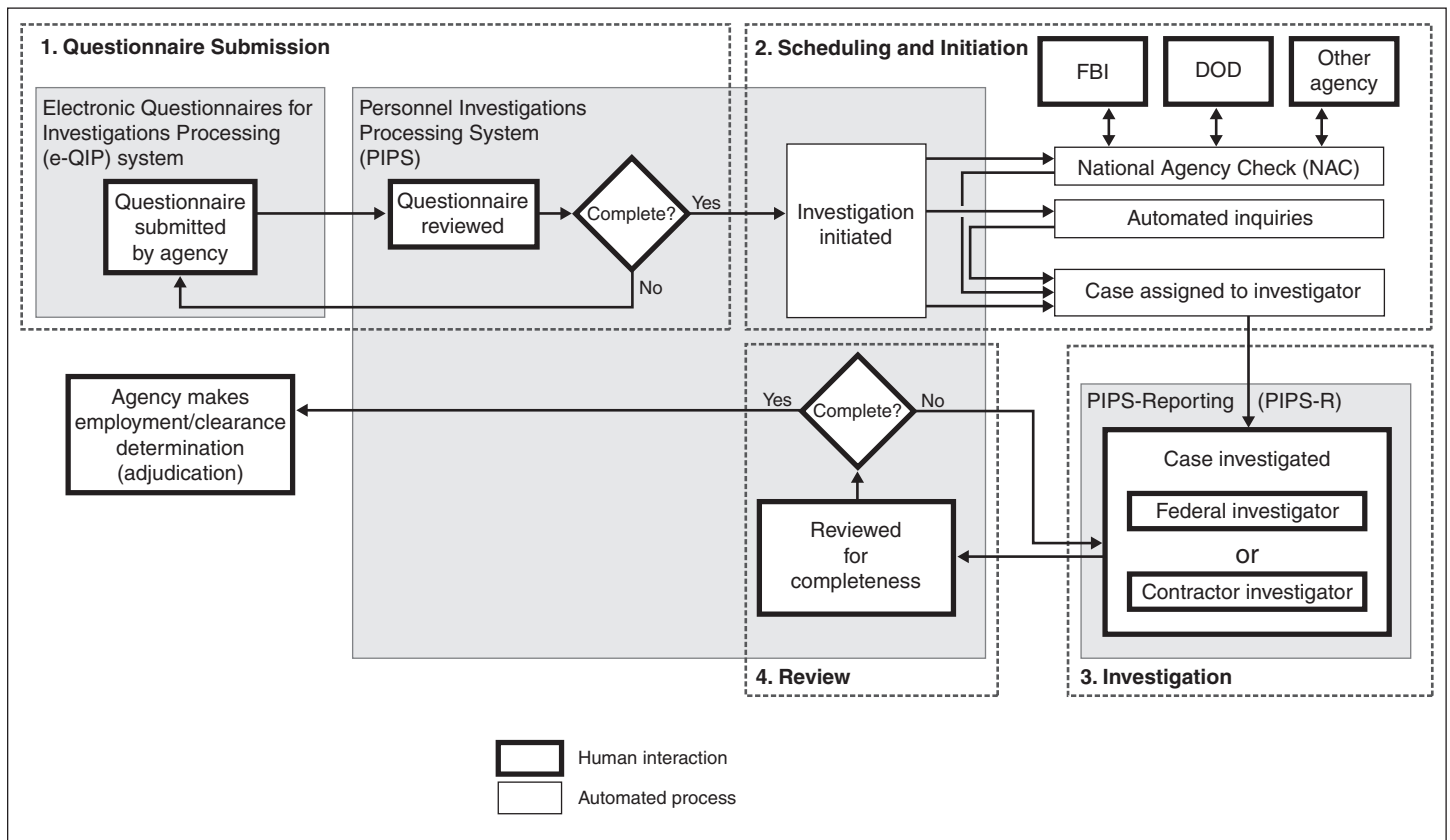 1. Questionnaire Submission
Electronic Questionnaires for
Investigations Processing
(e-QIP) system
Questionnaire
submitted
by agency
Personnel Investigations
Processing System
(PIPS)
Questionnaire
reviewed
Complete?
Yes
No
2. Scheduling and Initiation
FBI
DOD
Other
agency
Investigation
initiated
National Agency Check (NAC)
Automated inquiries
Case assigned to investigator
Agency makes
employment/clearance
determination
(adjudication)
Yes
Complete?
No
Reviewed
for
completeness
4. Review
PIPS-Reporting (PIPS-R)
Case investigated
Federal investigator
or
Contractor investigator
3. Investigation
Human interaction
Automated process